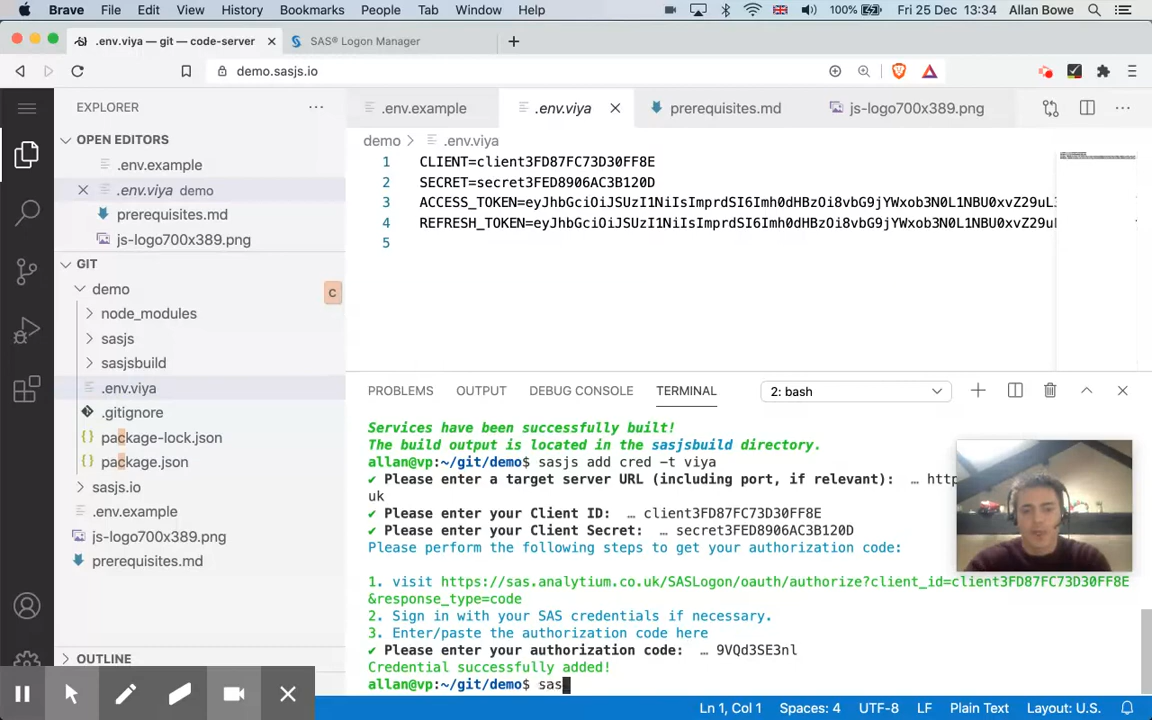 Brave File Edit View History Bookmarks People Tab Window Help 100% Fri 25 Dec 13:34 Allan Bowe
.env.viya — git — code-server SAS® Logon Manager
demo.sasjs.io
EXPLORER
.env.example .env.viya prerequisites.md js-logo700x389.png
OPEN EDITORS
.env.example
.env.viya demo
prerequisites.md
js-logo700x389.png
GIT
demo
C
node_modules
sasjs
sasjsbuild
.env.viya
.gitignore
package-lock.json
package.json
sasjs.io
.env.example
js-logo700x389.png
prerequisites.md
OUTLINE
demo .env.viya
1 CLIENT=client3FD87FC73D30FF8E
2 SECRET=secret3FED8906AC3B120D
3 ACCESS_TOKEN=eyJhbGciOiJSUzI1NiIsImprdSI6Imh0dHBzOi8vbG9jYWxob3N0L1NBU0xvZ29uL3
4 REFRESH_TOKEN=eyJhbGciOiJSUzI1NiIsImprdSI6Imh0dHBzOi8vbG9jYWxob3N0L1NBU0xvZ29uL
5
PROBLEMS OUTPUT DEBUG CONSOLE TERMINAL 2: bash
Services have been successfully built!
The build output is located in the sasjsbuild directory.
allan@vp:~/git/demo$ sasjs add cred -t viya
✔ Please enter a target server URL (including port, if relevant): … http
uk
✔ Please enter your Client ID: … client3FD87FC73D30FF8E
✔ Please enter your Client Secret: … secret3FED8906AC3B120D
Please perform the following steps to get your authorization code:
1. visit https://sas.analytium.co.uk/SASLogon/oauth/authorize?client_id=client3FD87FC73D30FF8E
&response_type=code
2. Sign in with your SAS credentials if necessary.
3. Enter/paste the authorization code here
✔ Please enter your authorization code: … 9VQd3SE3nl
Credential successfully added!
allan@vp:~/git/demo$ sas
Ln 1, Col 1 Spaces: 4 UTF-8 LF Plain Text Layout: U.S.